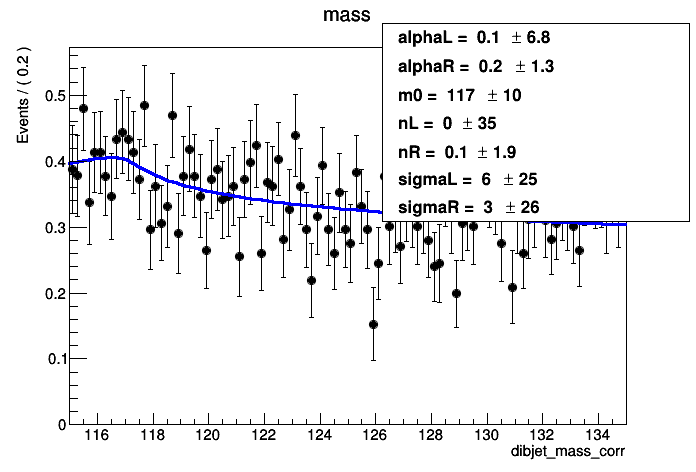 mass
alphaL = 0.1 ± 6.8
alphaR = 0.2 ± 1.3
m0 = 117 ± 10
nL = 0 ± 35
nR = 0.1 ± 1.9
sigmaL = 6 ± 25
sigmaR = 3 ± 26
Events / ( 0.2 )
0.5
0.4
0.3
0.2
0.1
0
116 118 120 122 124 126 128 130 132 134
dibjet_mass_corr